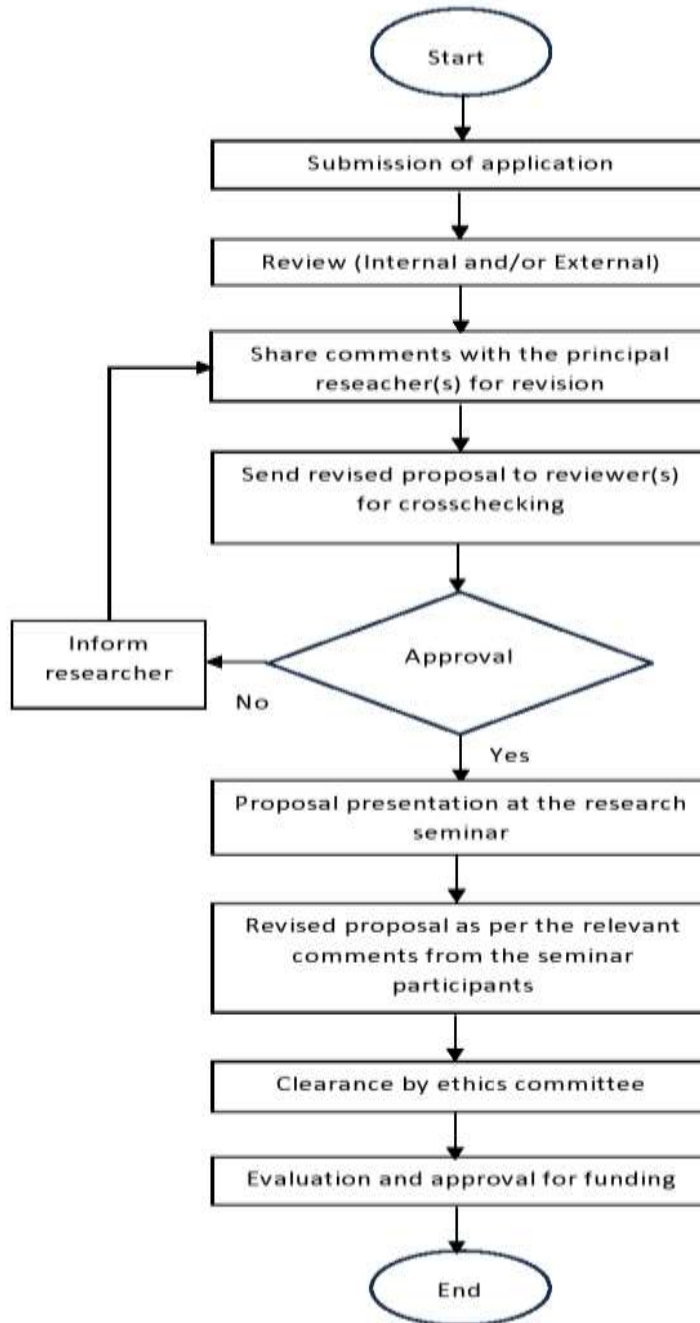 Start
Submission of application
Review (Internal and/or External)
Share comments with the principal
reseacher(s) for revision
Send revised proposal to reviewer(s)
for crosschecking
Approval
Inform
researcher
No
Yes
Proposal presentation at the research
seminar
Revised proposal as per the relevant
comments from the seminar
participants
Clearance by ethics committee
Evaluation and approval for funding
End